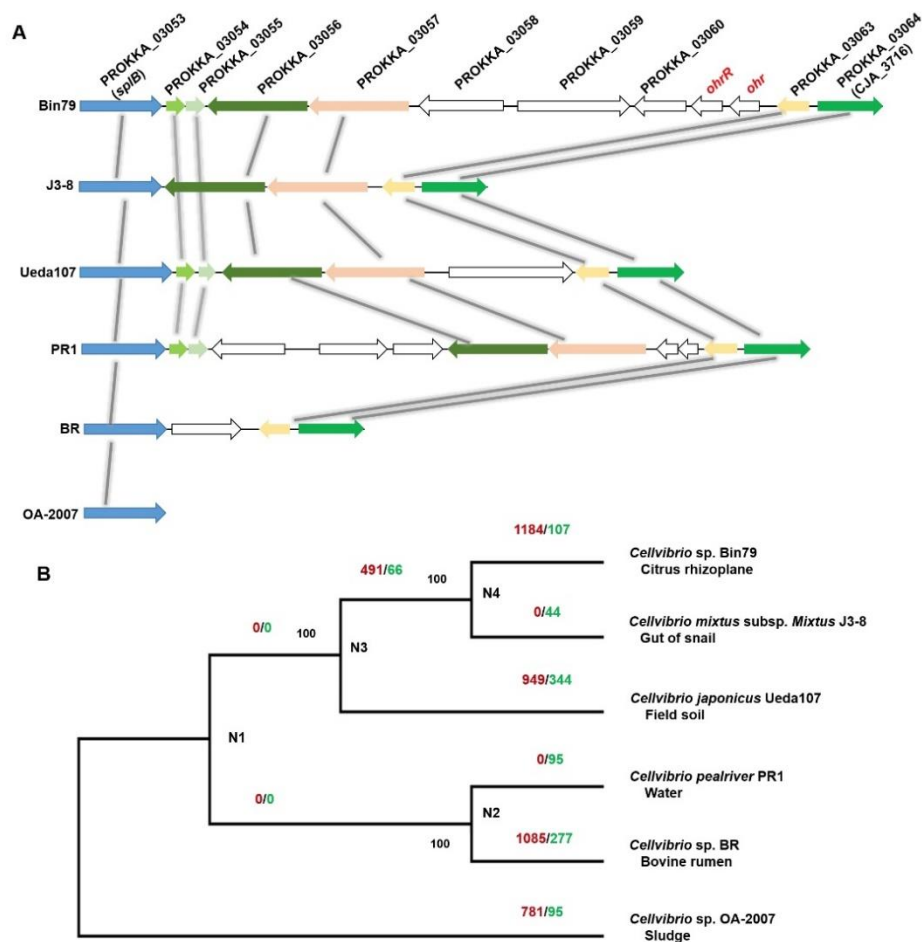 A
PROKKA_03053
(splB)
PROKKA_03054
PROKKA_03055
PROKKA_03056
PROKKA_03057
PROKKA_03058
PROKKA_03059
PROKKA_03060
ohrR
ohr
PROKKA_03063
PROKKA_03064
(CJA_3716)
Bin79
J3-8
Ueda107
PR1
BR
OA-2007
B
1184/107
491/66
100
N4
Cellvibrio sp. Bin79
Citrus rhizoplane
0/44
Cellvibrio mixtus subsp. Mixtus J3-8
Gut of snail
0/0
100
N3
949/344
Cellvibrio japonicus Ueda107
Field soil
N1
0/95
Cellvibrio pealriver PR1
Water
0/0
N2
100
1085/277
Cellvibrio sp. BR
Bovine rumen
781/95
Cellvibrio sp. OA-2007
Sludge